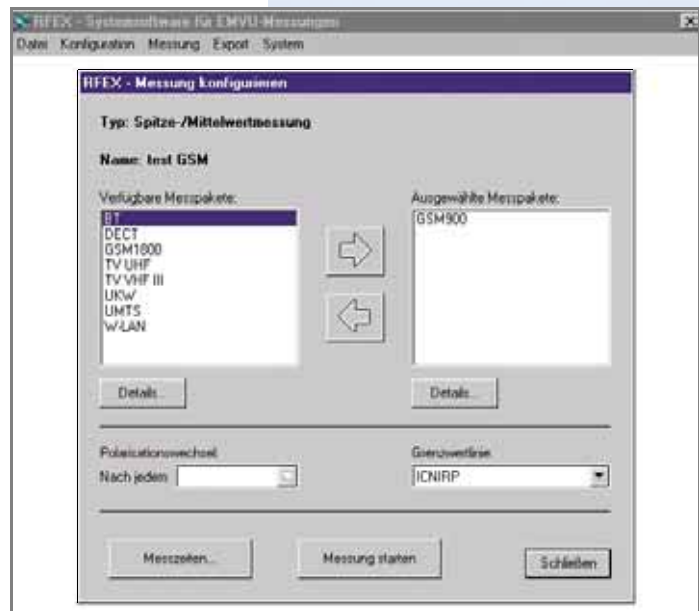 RFEX - Systemsoftware für EMVU-Messungen
Datei Konfiguration Messung Export System
RFEX - Messung konfigurieren
Typ: Spitze-/Mittelwertmessung
Name: test GSM
Verfügbare Messpakete:
BT
DECT
GSM1800
TV UHF
TV VHF III
UKW
UMTS
W-LAN
Ausgewählte Messpakete:
GSM900
Details...
Details...
Polarisationswechsel
Nach jedem
Grenzwertlinie
ICNIRP
Messzeiten...
Messung starten
Schließen